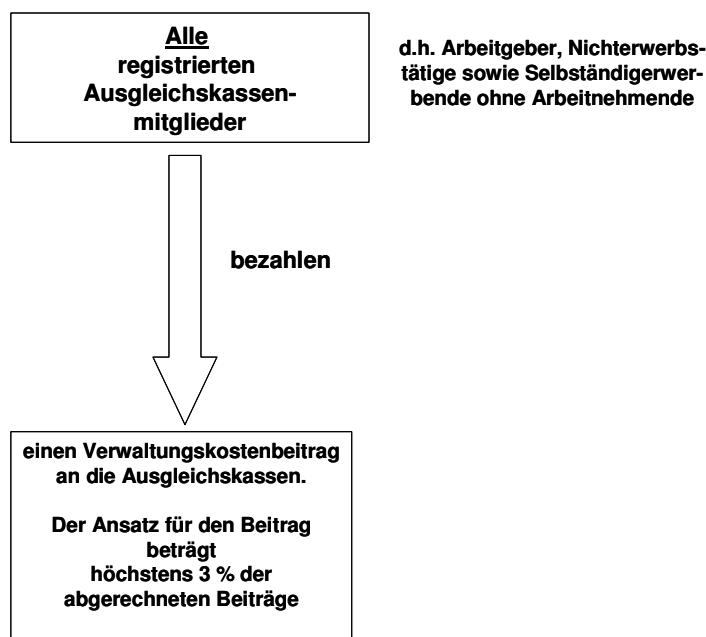 Alle
registrierten
Ausgleichskassen-
mitglieder
d.h. Arbeitgeber, Nichterwerbs-
tätige sowie Selbständigerwer-
bende ohne Arbeitnehmende
bezahlen
einen Verwaltungskostenbeitrag
an die Ausgleichskassen.
Der Ansatz für den Beitrag
beträgt
höchstens 3 % der
abgerechneten Beiträge